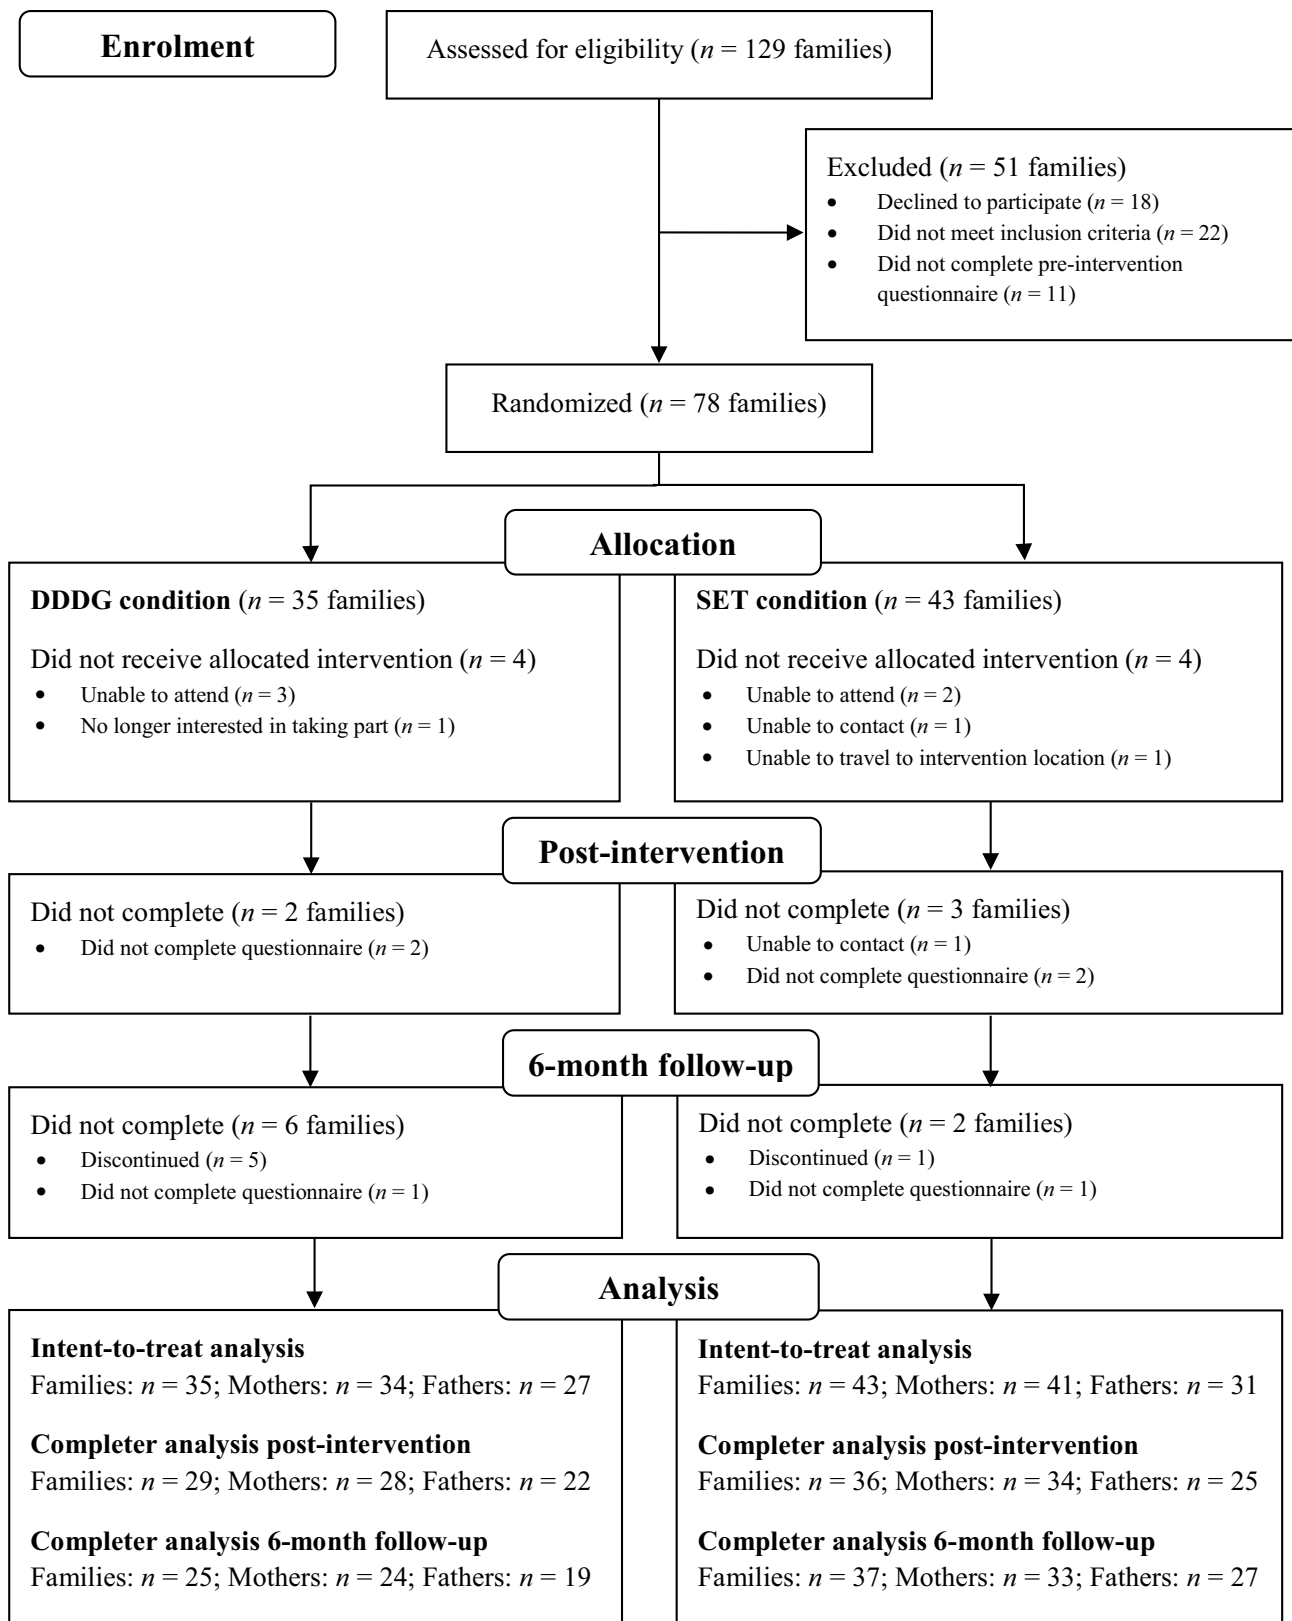 Enrolment
Assessed for eligibility (n = 129 families)
Excluded (n = 51 families)
• Declined to participate (n = 18)
• Did not meet inclusion criteria (n = 22)
• Did not complete pre-intervention
questionnaire (n = 11)
Randomized (n = 78 families)
Allocation
DDDG condition (n = 35 families)
Did not receive allocated intervention (n = 4)
• Unable to attend (n = 3)
• No longer interested in taking part (n = 1)
SET condition (n = 43 families)
Did not receive allocated intervention (n = 4)
• Unable to attend (n = 2)
• Unable to contact (n = 1)
• Unable to travel to intervention location (n = 1)
Post-intervention
Did not complete (n = 2 families)
• Did not complete questionnaire (n = 2)
Did not complete (n = 3 families)
• Unable to contact (n = 1)
• Did not complete questionnaire (n = 2)
6-month follow-up
Did not complete (n = 6 families)
• Discontinued (n = 5)
• Did not complete questionnaire (n = 1)
Did not complete (n = 2 families)
• Discontinued (n = 1)
• Did not complete questionnaire (n = 1)
Analysis
Intent-to-treat analysis
Families: n = 35; Mothers: n = 34; Fathers: n = 27
Completer analysis post-intervention
Families: n = 29; Mothers: n = 28; Fathers: n = 22
Completer analysis 6-month follow-up
Families: n = 25; Mothers: n = 24; Fathers: n = 19
Intent-to-treat analysis
Families: n = 43; Mothers: n = 41; Fathers: n = 31
Completer analysis post-intervention
Families: n = 36; Mothers: n = 34; Fathers: n = 25
Completer analysis 6-month follow-up
Families: n = 37; Mothers: n = 33; Fathers: n = 27